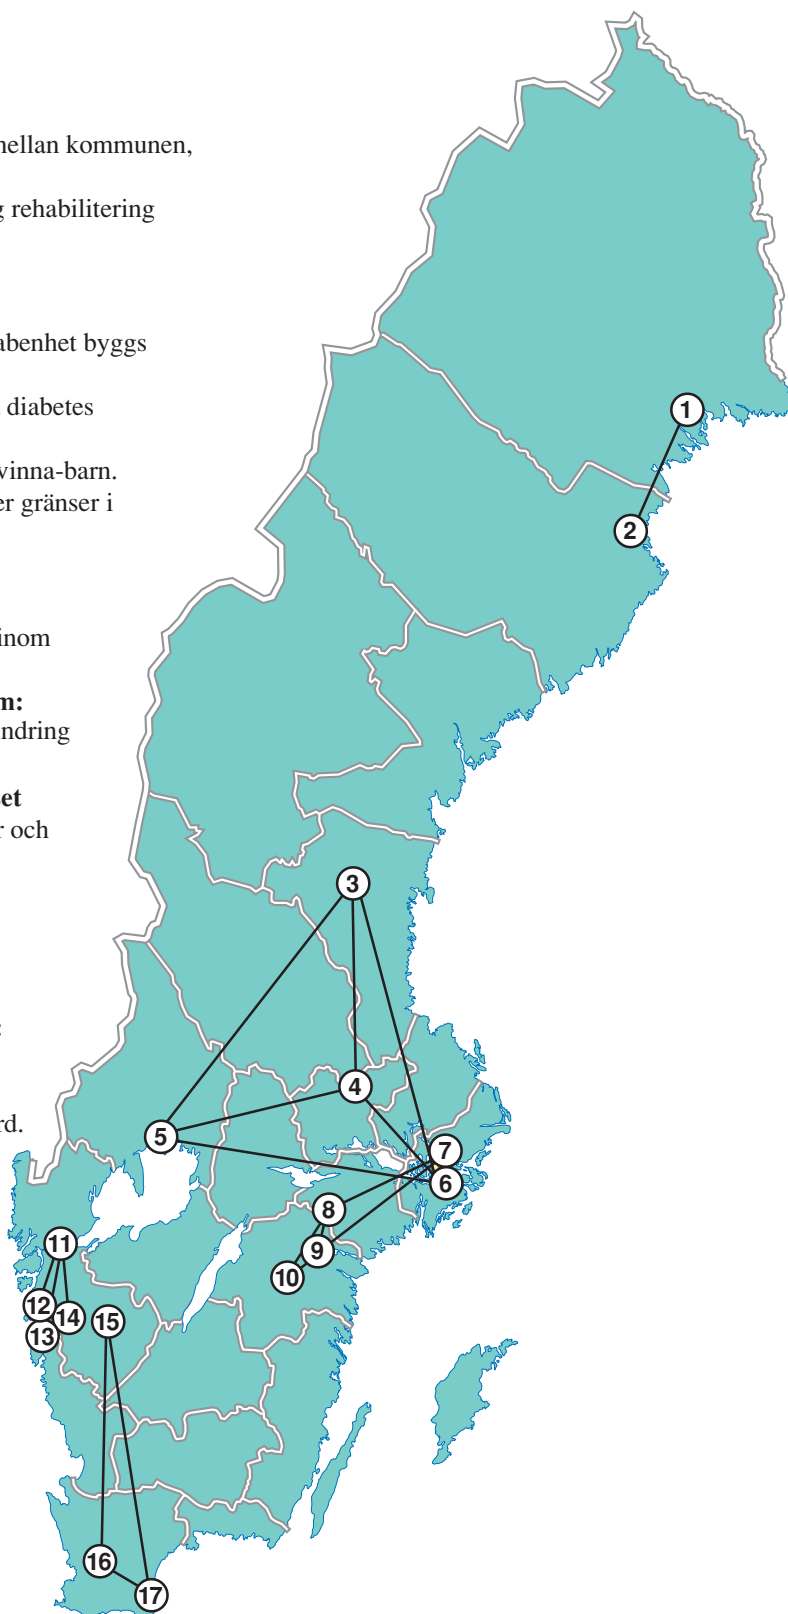 mellan kommunen,
g rehabilitering
abenhet byggs
diabetes
vinna-barn.
er gränser i
inom
m:
indring
et
r och
:
rd.
1
2
3
4
5
7
6
8
9
10
11
12
14
13
15
16
17